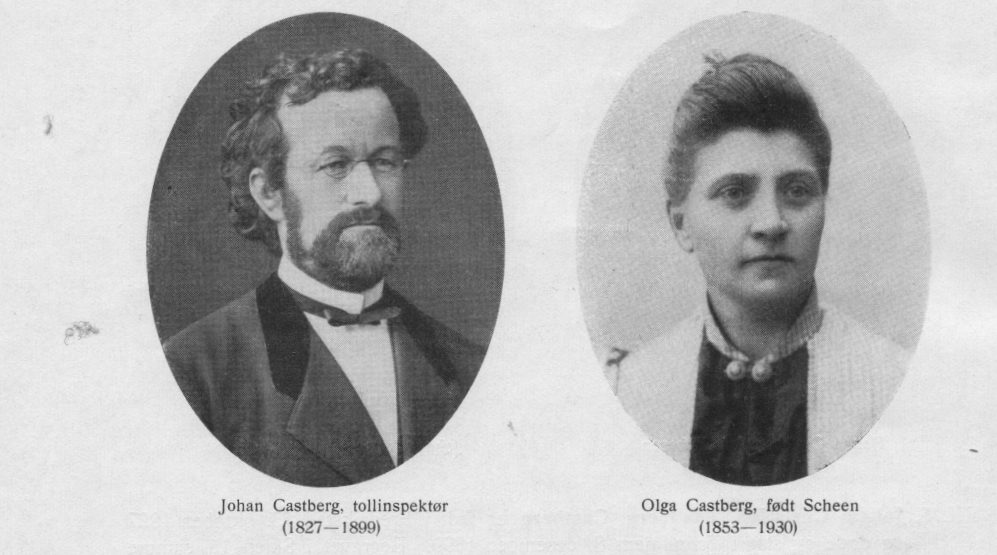 Johan Castberg, tollinspektør
(1827—1899)
Olga Castberg, født Scheen
(1853—1930)